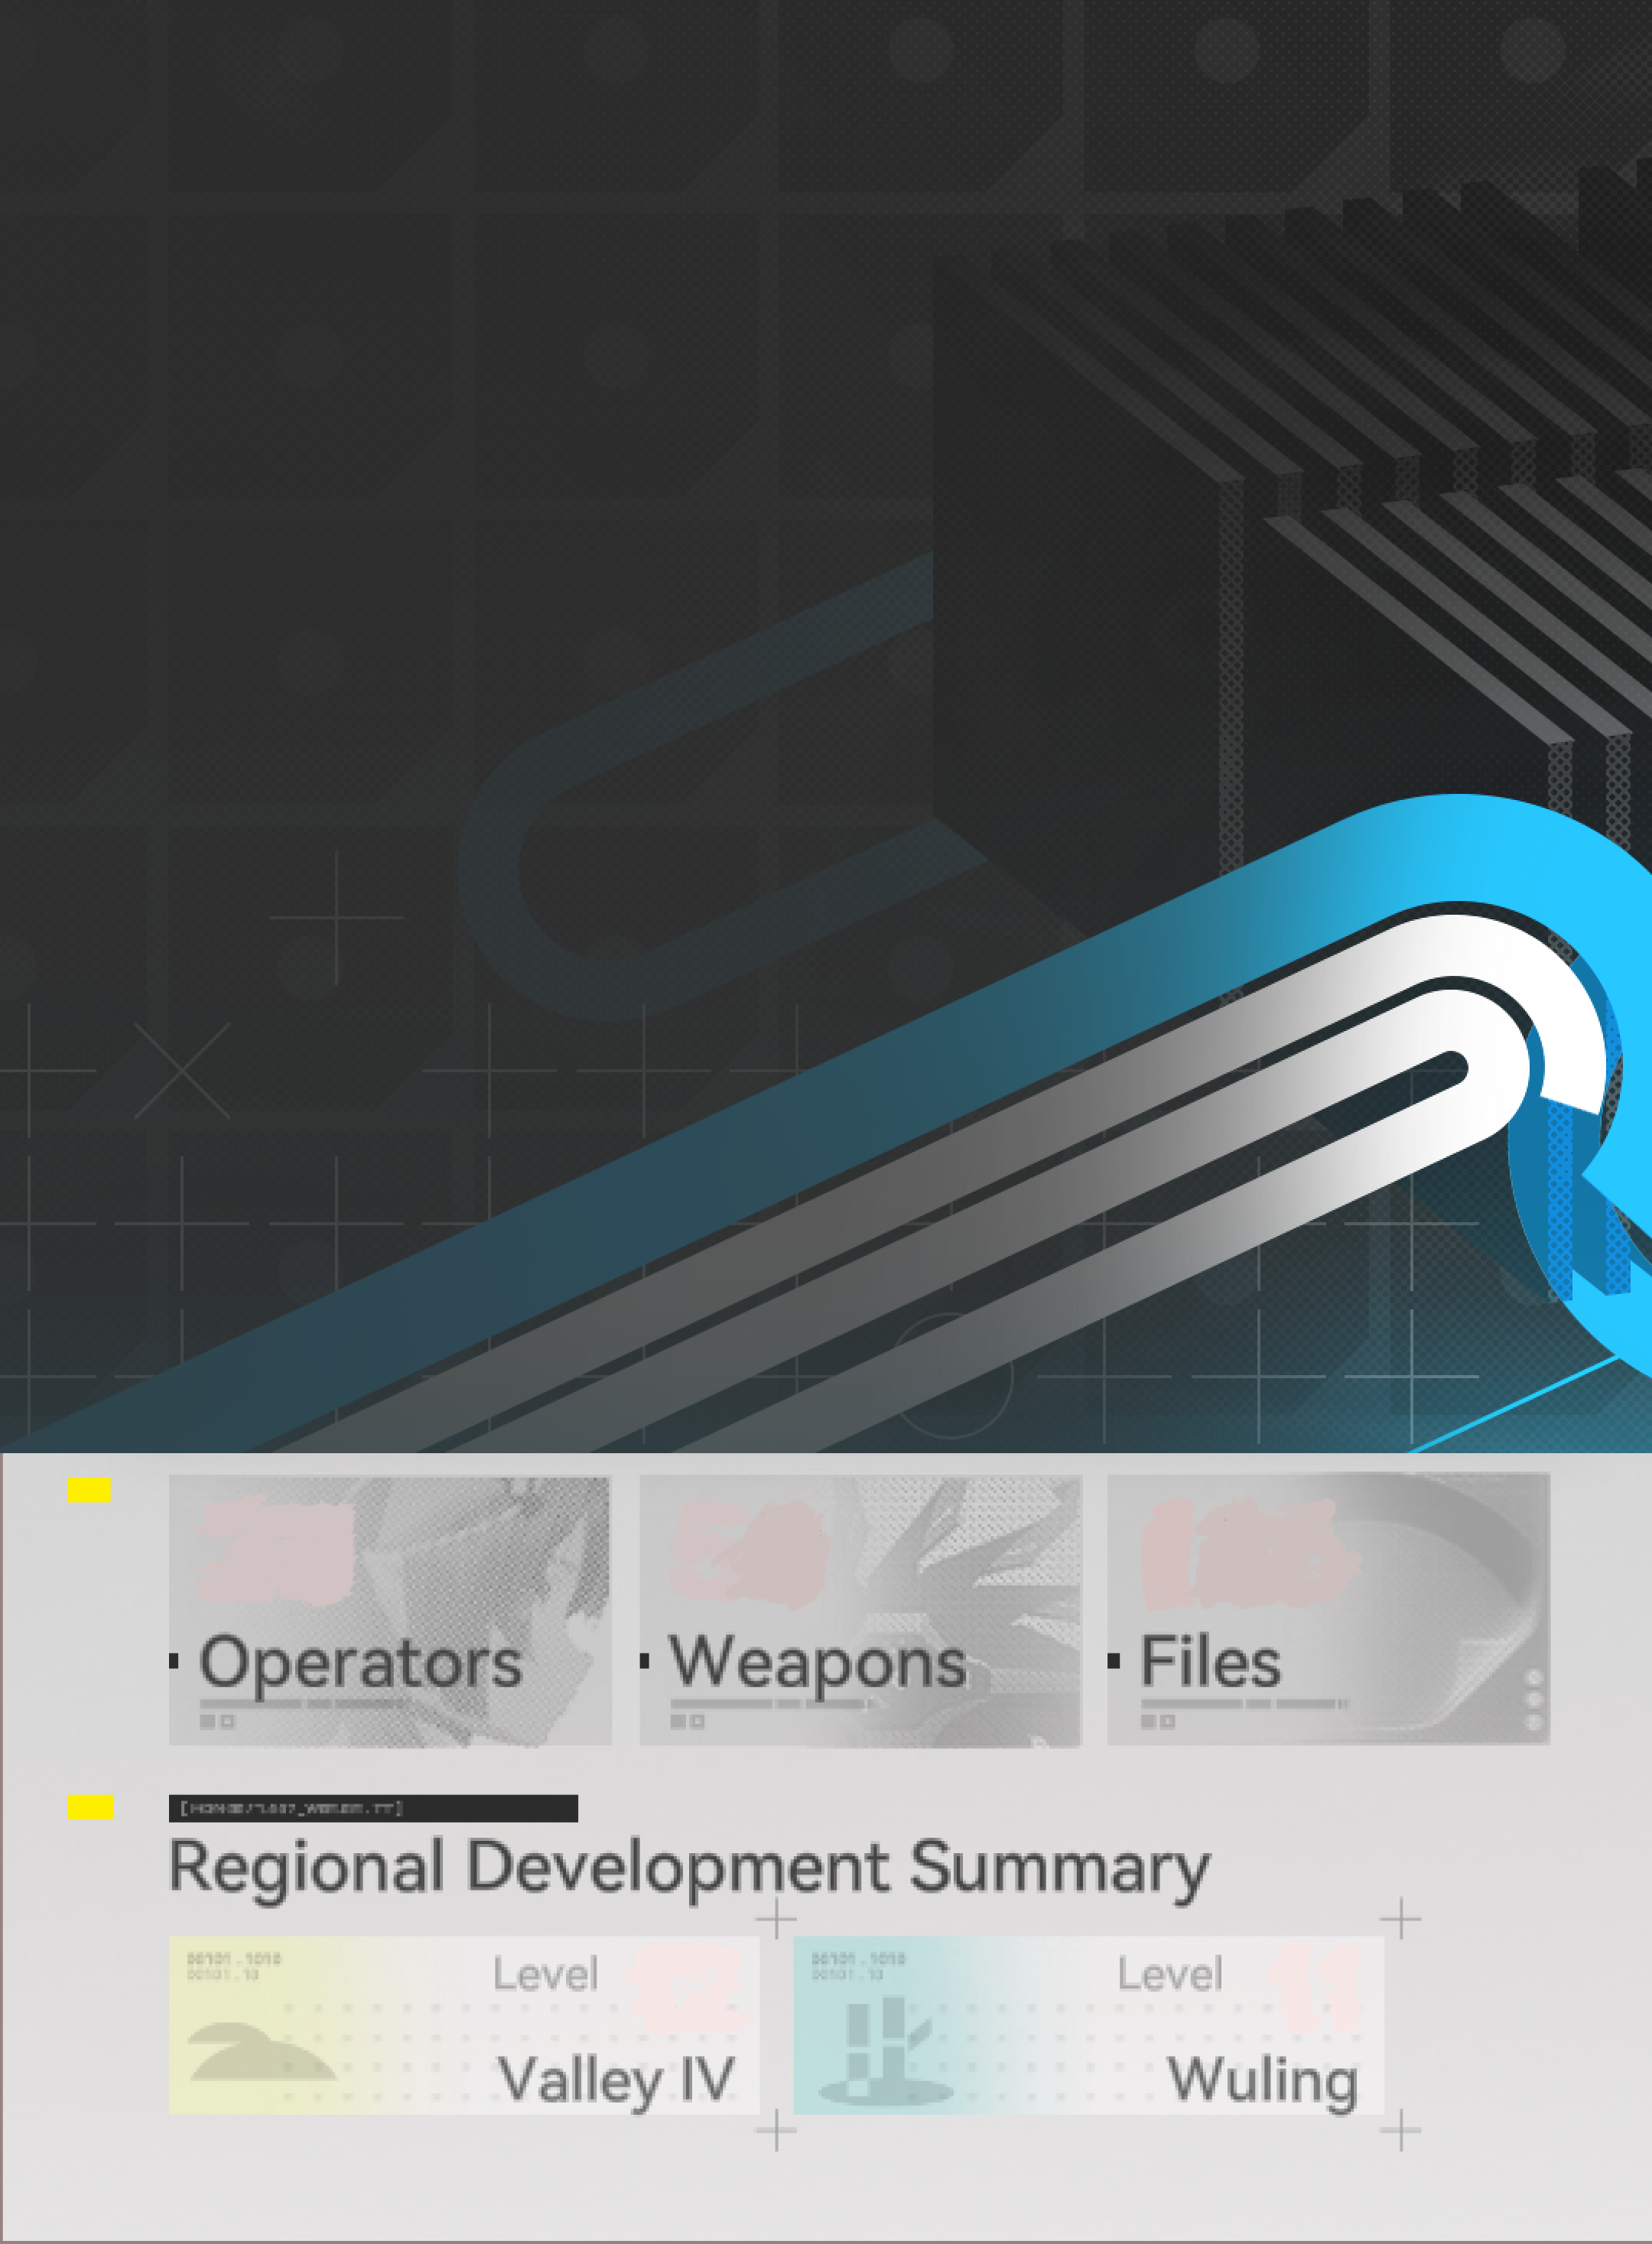 Operators
Weapons
Files
Regional Development Summary
Level
Valley IV
Level
Wuling